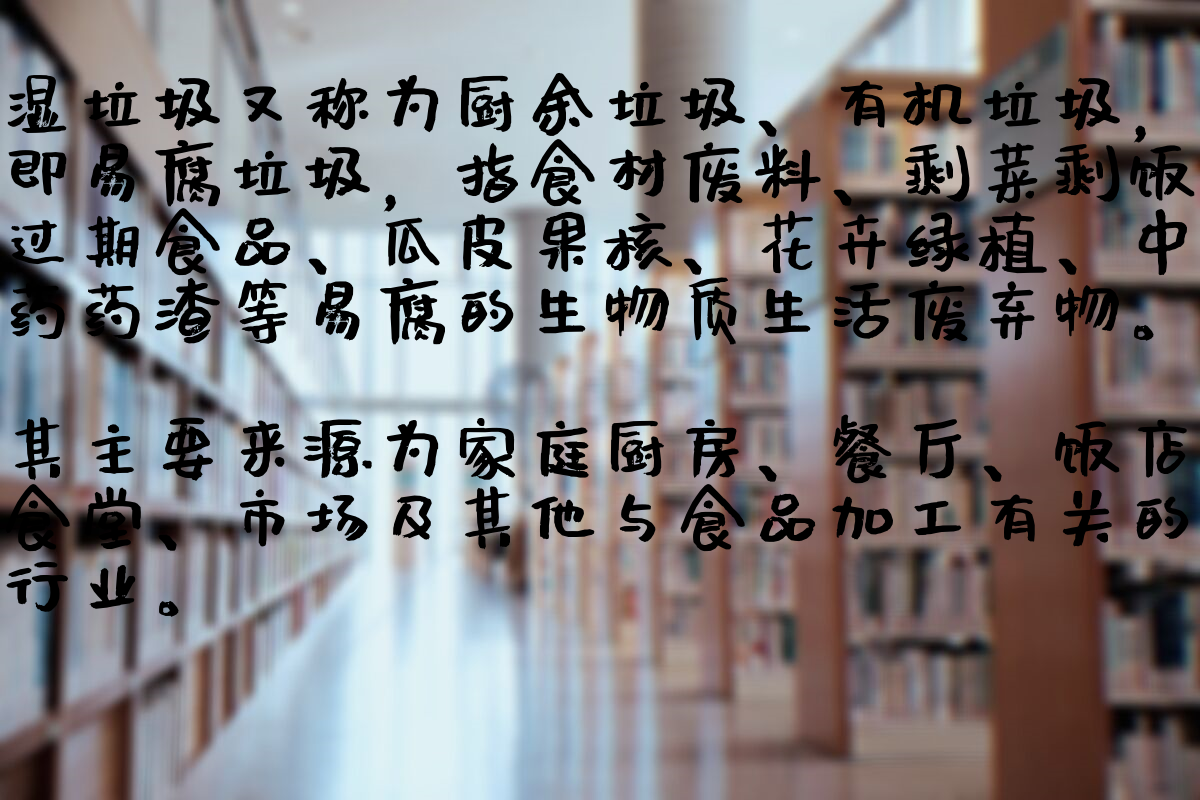 湿垃圾又称为厨余垃圾、有机垃圾，
即易腐垃圾，指食材废料、剩菜剩饭
过期食品、瓜皮果核、花卉绿植、中
药药渣等易腐的生物质生活废弃物。
其主要来源为家庭厨房、餐厅、饭店
食堂、市场及其他与食品加工有关的
行业。